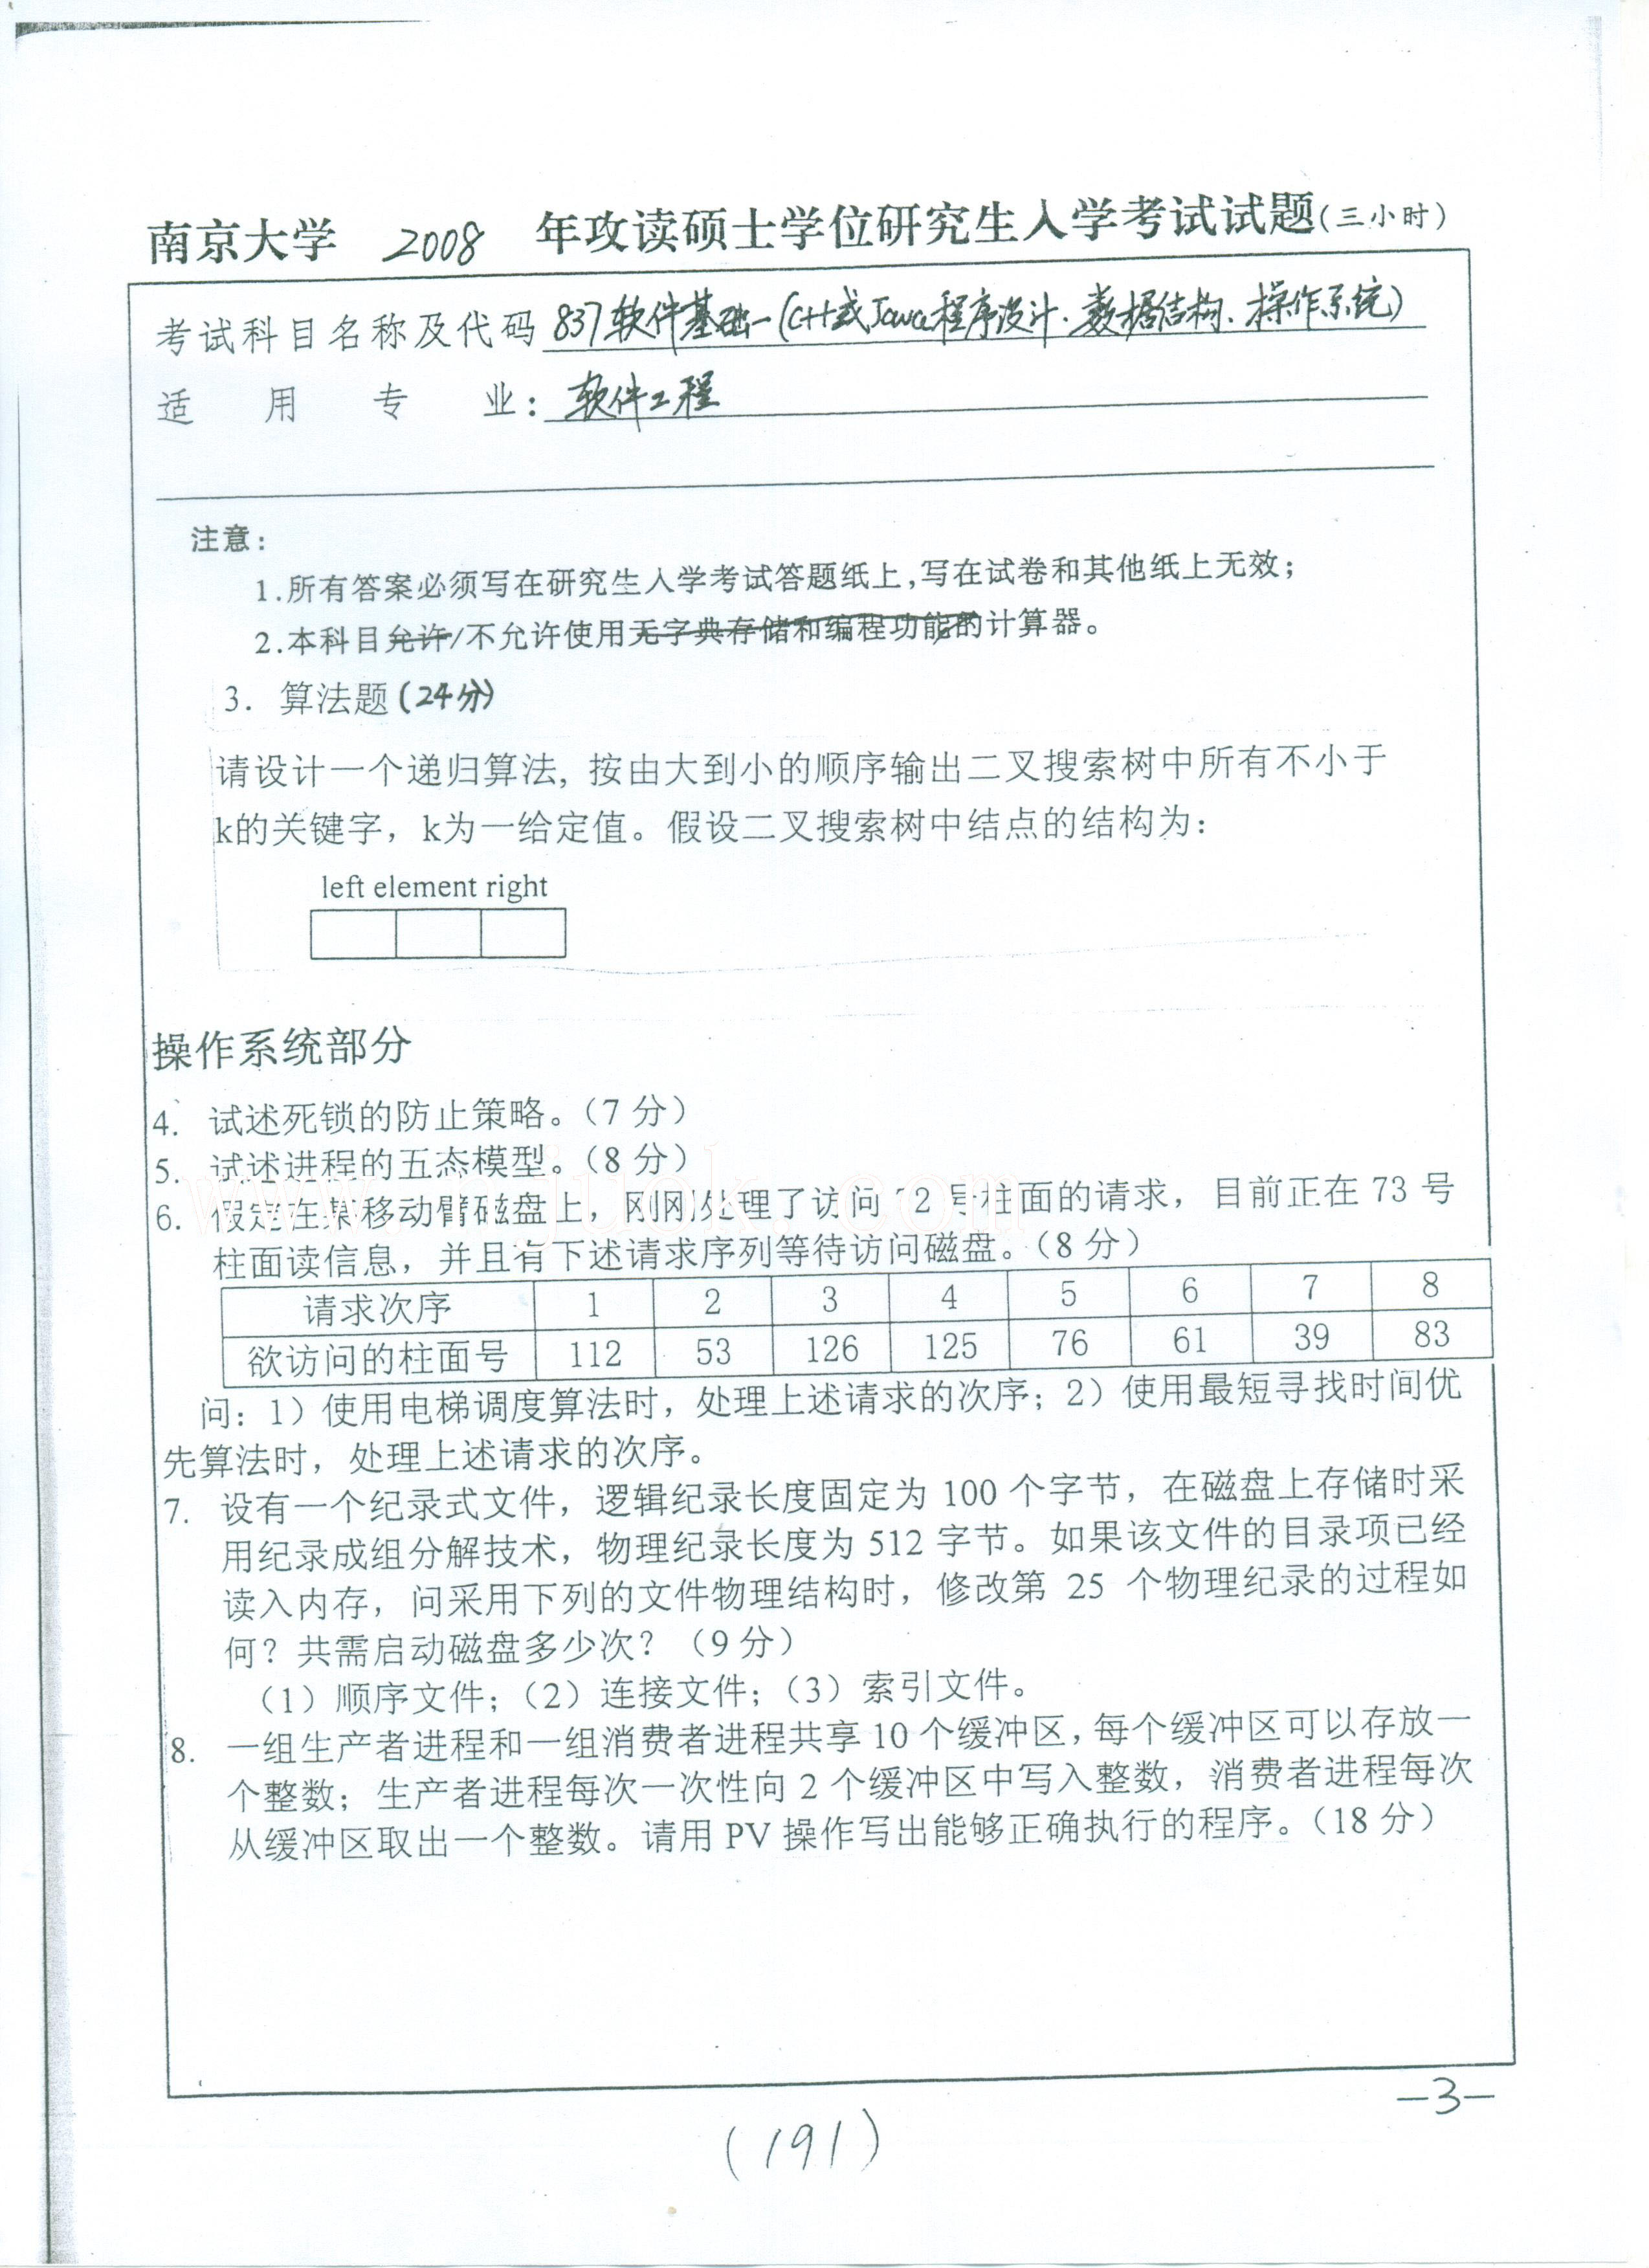 南京大学 2008 年攻读硕士学位研究生入学考试试题(三小时)
考试科目名称及代码 837软件基础一(C++或Java程序设计、数据结构、操作系统)
适用专业: 软件工程
注意:
1.所有答案必须写在研究生入学考试答题纸上,写在试卷和其他纸上无效;
2.本科目允许/不允许使用无字典存储和编程功能的计算器。
3. 算法题(24分)
请设计一个递归算法, 按由大到小的顺序输出二叉搜索树中所有不小于
k的关键字, k为一给定值。假设二叉搜索树中结点的结构为:
left element right
操作系统部分
4. 试述死锁的防止策略。(7 分)
5. 试述进程的五态模型。(8 分)
6. 假定在某移动臂磁盘上, 刚刚处理了访问 72 号柱面的请求, 目前正在 73 号
柱面读信息, 并且有下述请求序列等待访问磁盘。(8 分)
请求次序 1 2 3 4 5 6 7 8
欲访问的柱面号 112 53 126 125 76 61 39 83
问: 1) 使用电梯调度算法时, 处理上述请求的次序; 2) 使用最短寻找时间优
先算法时, 处理上述请求的次序。
7. 设有一个纪录式文件, 逻辑纪录长度固定为 100 个字节, 在磁盘上存储时采
用纪录成组分解技术, 物理纪录长度为 512 字节。如果该文件的目录项已经
读入内存, 问采用下列的文件物理结构时, 修改第 25 个物理纪录的过程如
何? 共需启动磁盘多少次? (9 分)
(1) 顺序文件; (2) 连接文件; (3) 索引文件。
8. 一组生产者进程和一组消费者进程共享 10 个缓冲区, 每个缓冲区可以存放一
个整数; 生产者进程每次一次性向 2 个缓冲区中写入整数, 消费者进程每次
从缓冲区取出一个整数。请用 PV 操作写出能够正确执行的程序。(18 分)
-3-
(191)